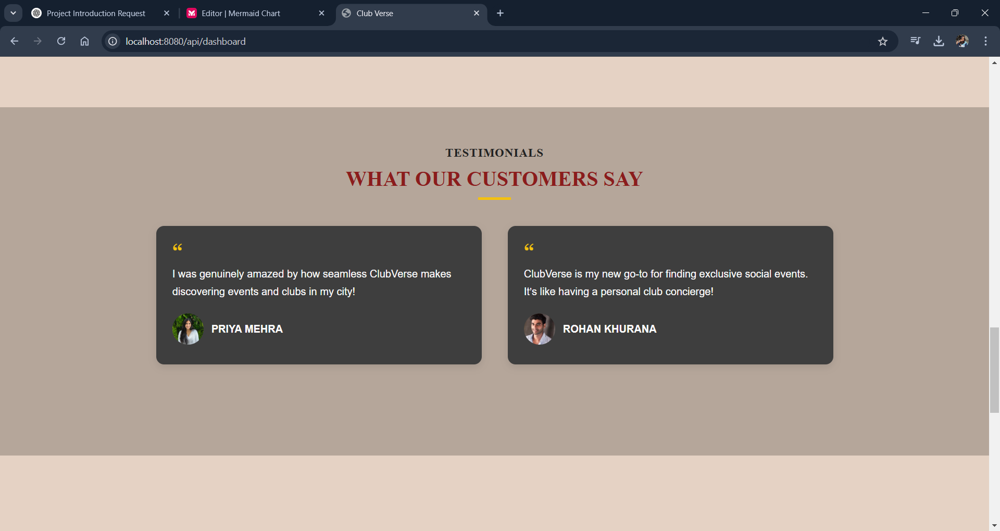 Project Introduction Request
Editor | Mermaid Chart
Club Verse
localhost:8080/api/dashboard
TESTIMONIALS
WHAT OUR CUSTOMERS SAY
“
I was genuinely amazed by how seamless ClubVerse makes
discovering events and clubs in my city!
PRIYA MEHRA
“
ClubVerse is my new go-to for finding exclusive social events.
It’s like having a personal club concierge!
ROHAN KHURANA